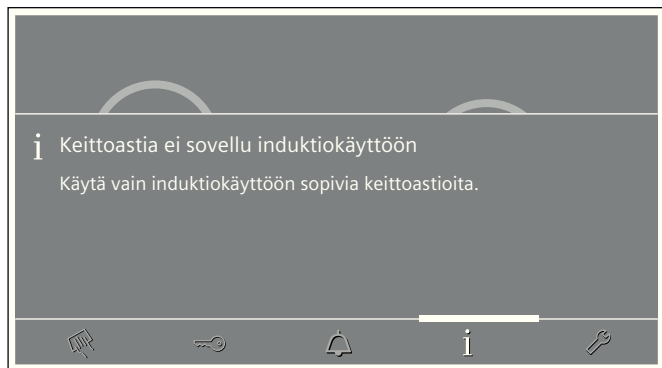 i Keittoastia ei sovellu induktiokäyttöön
Käytä vain induktiokäyttöön sopivia keittoastioita.
i